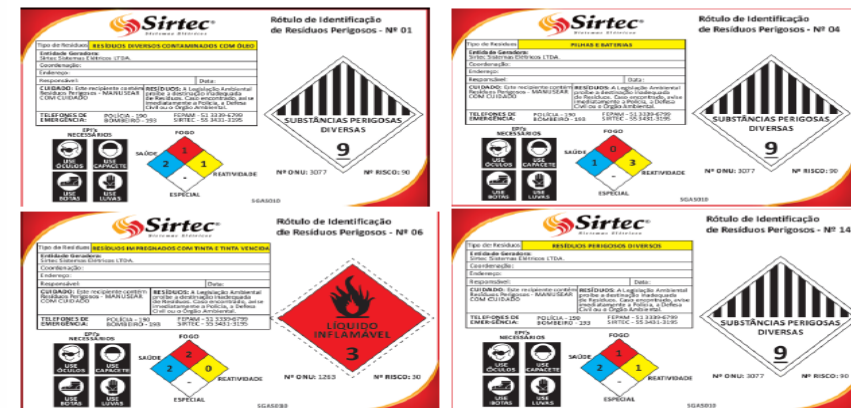 Sirtec
Sistemas Elétricos
Rótulo de Identificação
de Resíduos Perigosos - Nº 01
Tipo de Resíduos RESÍDUOS DIVERSOS CONTAMINADOS COM ÓLEO
Entidade Geradora:
Sirtec Sistemas Elétricos LTDA.
Coordenação:
Endereço:
Responsável: Data:
CUIDADO: Este recipiente contém
Resíduos Perigosos - MANUSEAR
COM CUIDADO
RESÍDUOS: A Legislação Ambiental
proíbe a destinação inadequada
de Resíduos. Caso encontrado, avise
imediatamente a Polícia, a Defesa
Civil ou o Órgão Ambiental.
TELEFONES DE
EMERGÊNCIA:
POLÍCIA - 190
BOMBEIRO - 193
FEPAM - 51 3339-6799
SIRTEC - 55 3431-3195
EPI's
NECESSÁRIOS
USE
ÓCULOS
USE
CAPACETE
USE
BOTAS
USE
LUVAS
FOGO
SAÚDE
1
2
1
-
REATIVIDADE
ESPECIAL
SUBSTÂNCIAS PERIGOSAS
DIVERSAS
9
Nº ONU: 3077 Nº RISCO: 90
SGAS010
Sirtec
Sistemas Elétricos
Rótulo de Identificação
de Resíduos Perigosos - Nº 04
Tipo de Resíduos PILHAS E BATERIAS
Entidade Geradora:
Sirtec Sistemas Elétricos LTDA.
Coordenação:
Endereço:
Responsável: Data:
CUIDADO: Este recipiente contém
Resíduos Perigosos - MANUSEAR
COM CUIDADO
RESÍDUOS: A Legislação Ambiental
proíbe a destinação inadequada
de Resíduos. Caso encontrado, avise
imediatamente a Polícia, a Defesa
Civil ou o Órgão Ambiental.
TELEFONES DE
EMERGÊNCIA:
POLÍCIA - 190
BOMBEIRO - 193
FEPAM - 51 3339-6799
SIRTEC - 55 3431-3195
EPI's
NECESSÁRIOS
USE
ÓCULOS
USE
CAPACETE
USE
BOTAS
USE
LUVAS
FOGO
SAÚDE
0
1
3
-
REATIVIDADE
ESPECIAL
SUBSTÂNCIAS PERIGOSAS
DIVERSAS
9
Nº ONU: 3077 Nº RISCO: 90
SGAS010
Sirtec
Sistemas Elétricos
Rótulo de Identificação
de Resíduos Perigosos - Nº 06
Tipo de Resíduos RESÍDUOS IMPREGNADOS COM TINTA E TINTA VENCIDA
Entidade Geradora:
Sirtec Sistemas Elétricos LTDA.
Coordenação:
Endereço:
Responsável: Data:
CUIDADO: Este recipiente contém
Resíduos Perigosos - MANUSEAR
COM CUIDADO
RESÍDUOS: A Legislação Ambiental
proíbe a destinação inadequada
de Resíduos. Caso encontrado, avise
imediatamente a Polícia, a Defesa
Civil ou o Órgão Ambiental.
TELEFONES DE
EMERGÊNCIA:
POLÍCIA - 190
BOMBEIRO - 193
FEPAM - 51 3339-6799
SIRTEC - 55 3431-3195
EPI's
NECESSÁRIOS
USE
ÓCULOS
USE
CAPACETE
USE
BOTAS
USE
LUVAS
FOGO
SAÚDE
2
2
0
-
REATIVIDADE
ESPECIAL
LÍQUIDO
INFLAMÁVEL
3
Nº ONU: 1263 Nº RISCO: 30
SGAS010
Sirtec
Sistemas Elétricos
Rótulo de Identificação
de Resíduos Perigosos - Nº 14
Tipo de Resíduos RESÍDUOS PERIGOSOS DIVERSOS
Entidade Geradora:
Sirtec Sistemas Elétricos LTDA.
Coordenação:
Endereço:
Responsável: Data:
CUIDADO: Este recipiente contém
Resíduos Perigosos - MANUSEAR
COM CUIDADO
RESÍDUOS: A Legislação Ambiental
proíbe a destinação inadequada
de Resíduos. Caso encontrado, avise
imediatamente a Polícia, a Defesa
Civil ou o Órgão Ambiental.
TELEFONES DE
EMERGÊNCIA:
POLÍCIA - 190
BOMBEIRO - 193
FEPAM - 51 3339-6799
SIRTEC - 55 3431-3195
EPI's
NECESSÁRIOS
USE
ÓCULOS
USE
CAPACETE
USE
BOTAS
USE
LUVAS
FOGO
SAÚDE
1
2
1
-
REATIVIDADE
ESPECIAL
SUBSTÂNCIAS PERIGOSAS
DIVERSAS
9
Nº ONU: 3077 Nº RISCO: 90
SGAS010